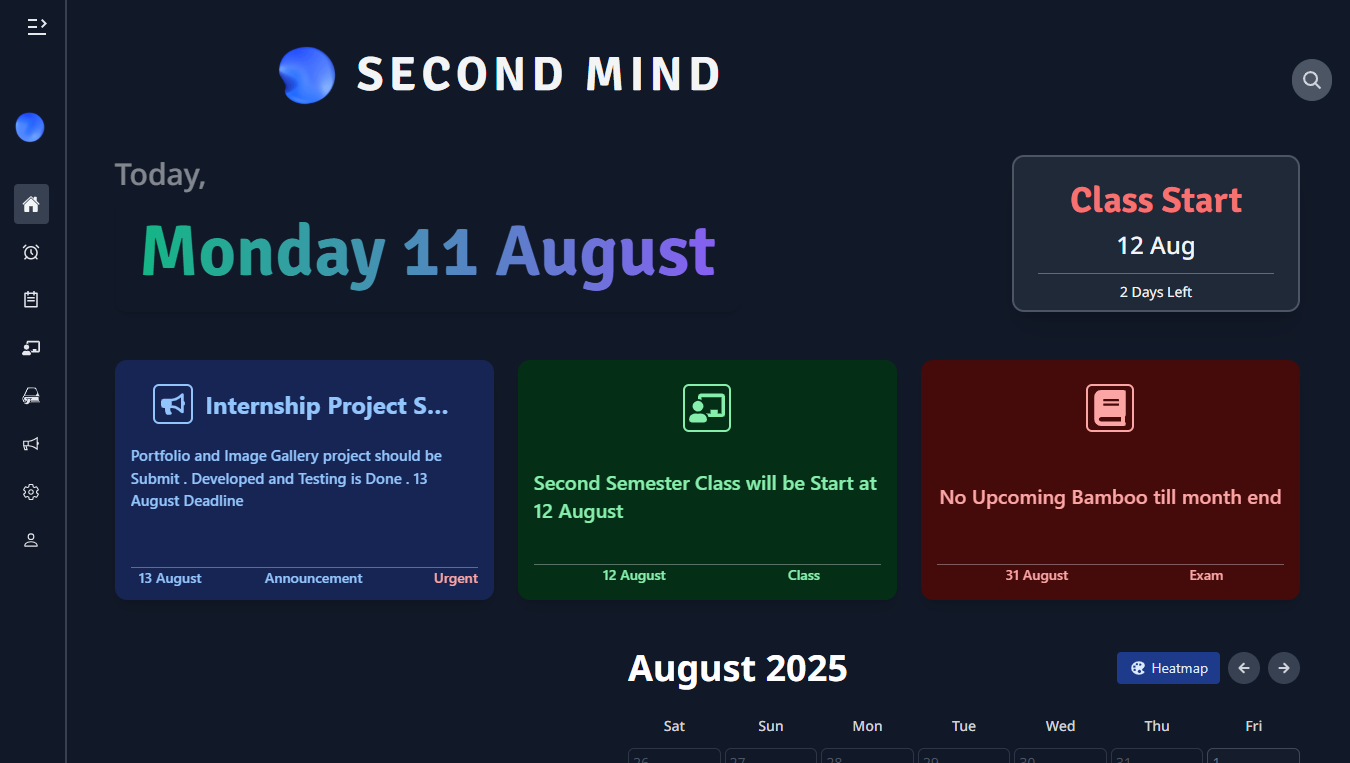 SECOND MIND
Today,
Monday 11 August
Class Start
12 Aug
2 Days Left
Internship Project S...
Portfolio and Image Gallery project should be
Submit . Developed and Testing is Done . 13
August Deadline
13 August Announcement Urgent
Second Semester Class will be Start at
12 August
12 August Class
No Upcoming Bamboo till month end
31 August Exam
August 2025
Heatmap
Sat Sun Mon Tue Wed Thu Fri
26 27 28 29 30 31 1